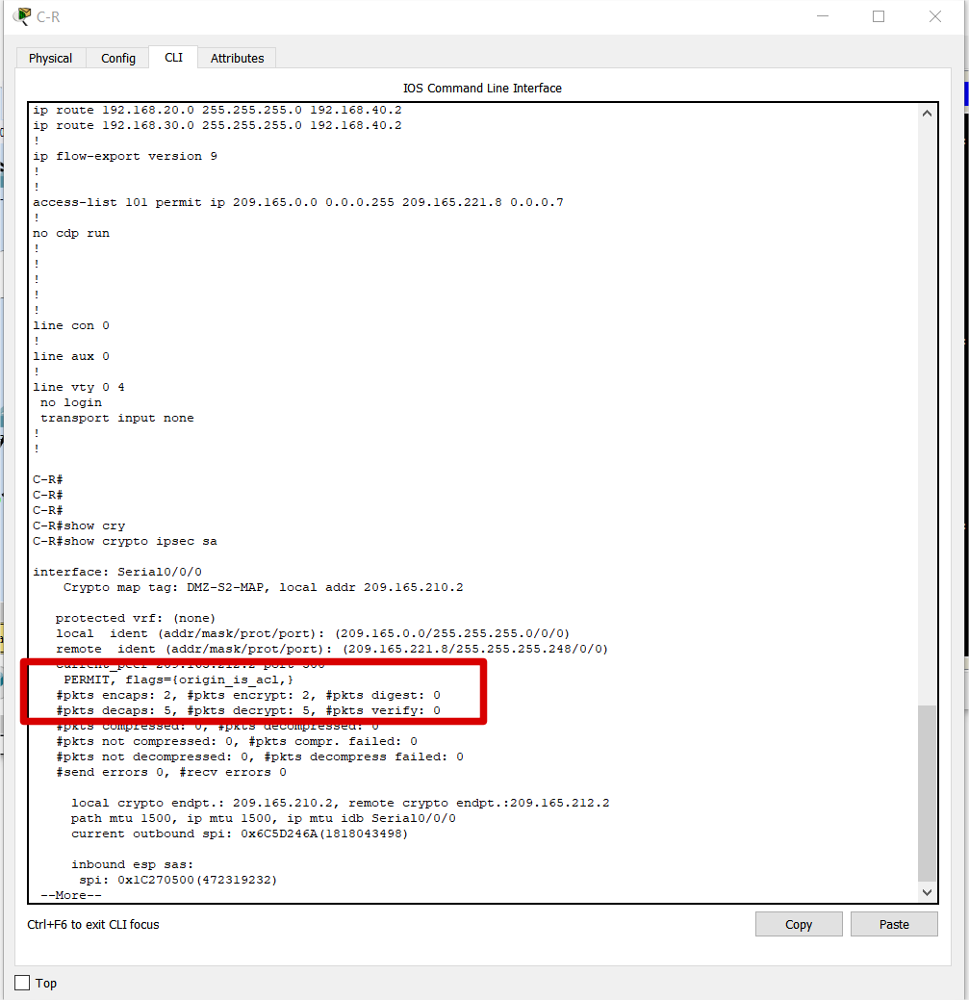 C-R
Physical Config CLI Attributes
IOS Command Line Interface
ip route 192.168.20.0 255.255.255.0 192.168.40.2
ip route 192.168.30.0 255.255.255.0 192.168.40.2
!
ip flow-export version 9
!
!
access-list 101 permit ip 209.165.0.0 0.0.0.255 209.165.221.8 0.0.0.7
!
no cdp run
!
!
!
!
!
line con 0
!
line aux 0
!
line vty 0 4
no login
transport input none
!
!
C-R#
C-R#
C-R#
C-R#show cry
C-R#show crypto ipsec sa
interface: Serial0/0/0
Crypto map tag: DMZ-S2-MAP, local addr 209.165.210.2
protected vrf: (none)
local ident (addr/mask/prot/port): (209.165.0.0/255.255.255.0/0/0)
remote ident (addr/mask/prot/port): (209.165.221.8/255.255.255.248/0/0)
current_peer 209.165.212.2 port 500
PERMIT, flags={origin_is_acl,}
#pkts encaps: 2, #pkts encrypt: 2, #pkts digest: 0
#pkts decaps: 5, #pkts decrypt: 5, #pkts verify: 0
#pkts compressed: 0, #pkts decompressed: 0
#pkts not compressed: 0, #pkts compr. failed: 0
#pkts not decompressed: 0, #pkts decompress failed: 0
#send errors 0, #recv errors 0
local crypto endpt.: 209.165.210.2, remote crypto endpt.:209.165.212.2
path mtu 1500, ip mtu 1500, ip mtu idb Serial0/0/0
current outbound spi: 0x6C5D246A(1818043498)
inbound esp sas:
spi: 0x1C270500(472319232)
--More--
Ctrl+F6 to exit CLI focus
Copy Paste
Top